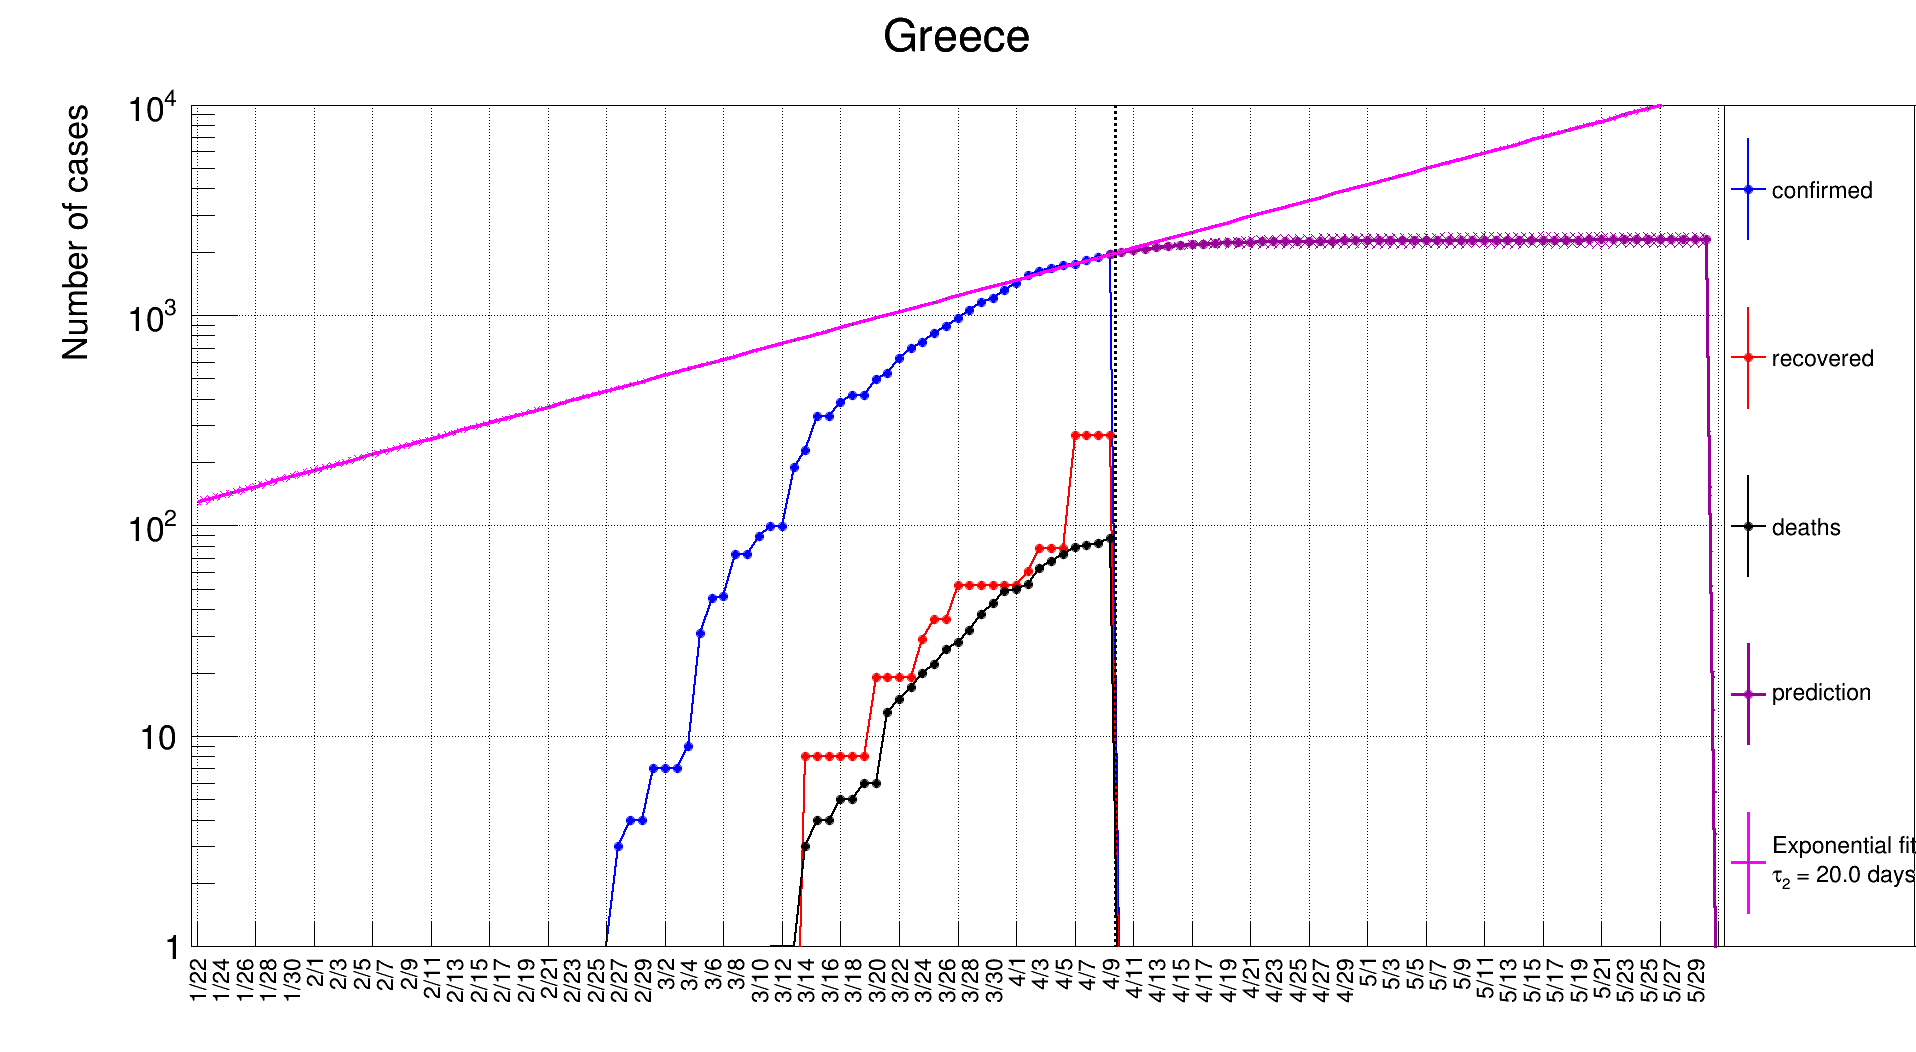 Greece
Number of cases
10^4
10^3
10^2
10
1
1/22 1/24 1/26 1/28 1/30 2/1 2/3 2/5 2/7 2/9 2/11 2/13 2/15 2/17 2/19 2/21 2/23 2/25 2/27 2/29 3/2 3/4 3/6 3/8 3/10 3/12 3/14 3/16 3/18 3/20 3/22 3/24 3/26 3/28 3/30 4/1 4/3 4/5 4/7 4/9 4/11 4/13 4/15 4/17 4/19 4/21 4/23 4/25 4/27 4/29 5/1 5/3 5/5 5/7 5/9 5/11 5/13 5/15 5/17 5/19 5/21 5/23 5/25 5/27 5/29
confirmed
recovered
deaths
prediction
Exponential fit
τ₂ = 20.0 days